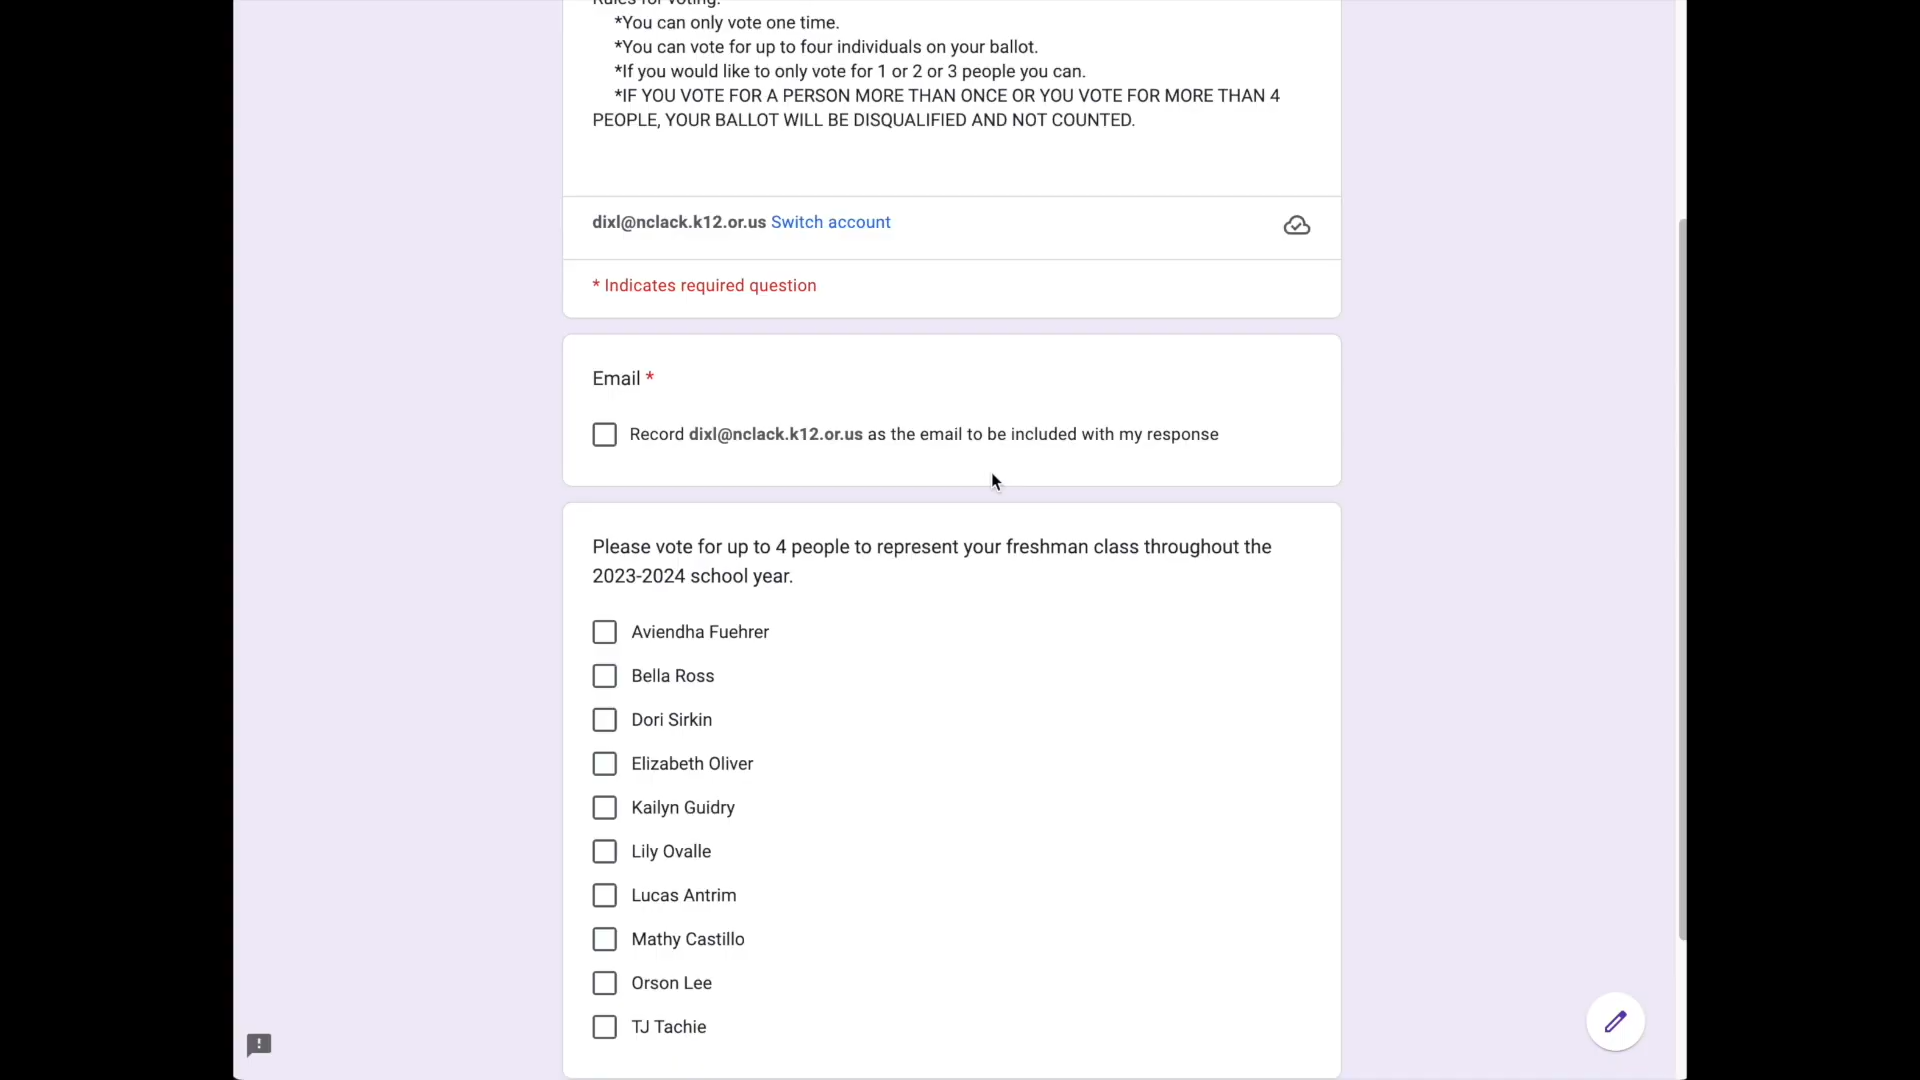 Rules for voting:
*You can only vote one time.
*You can vote for up to four individuals on your ballot.
*If you would like to only vote for 1 or 2 or 3 people you can.
*IF YOU VOTE FOR A PERSON MORE THAN ONCE OR YOU VOTE FOR MORE THAN 4
PEOPLE, YOUR BALLOT WILL BE DISQUALIFIED AND NOT COUNTED.
dixl@nclack.k12.or.us Switch account
* Indicates required question
Email *
Record dixl@nclack.k12.or.us as the email to be included with my response
Please vote for up to 4 people to represent your freshman class throughout the
2023-2024 school year.
Aviendha Fuehrer
Bella Ross
Dori Sirkin
Elizabeth Oliver
Kailyn Guidry
Lily Ovalle
Lucas Antrim
Mathy Castillo
Orson Lee
TJ Tachie